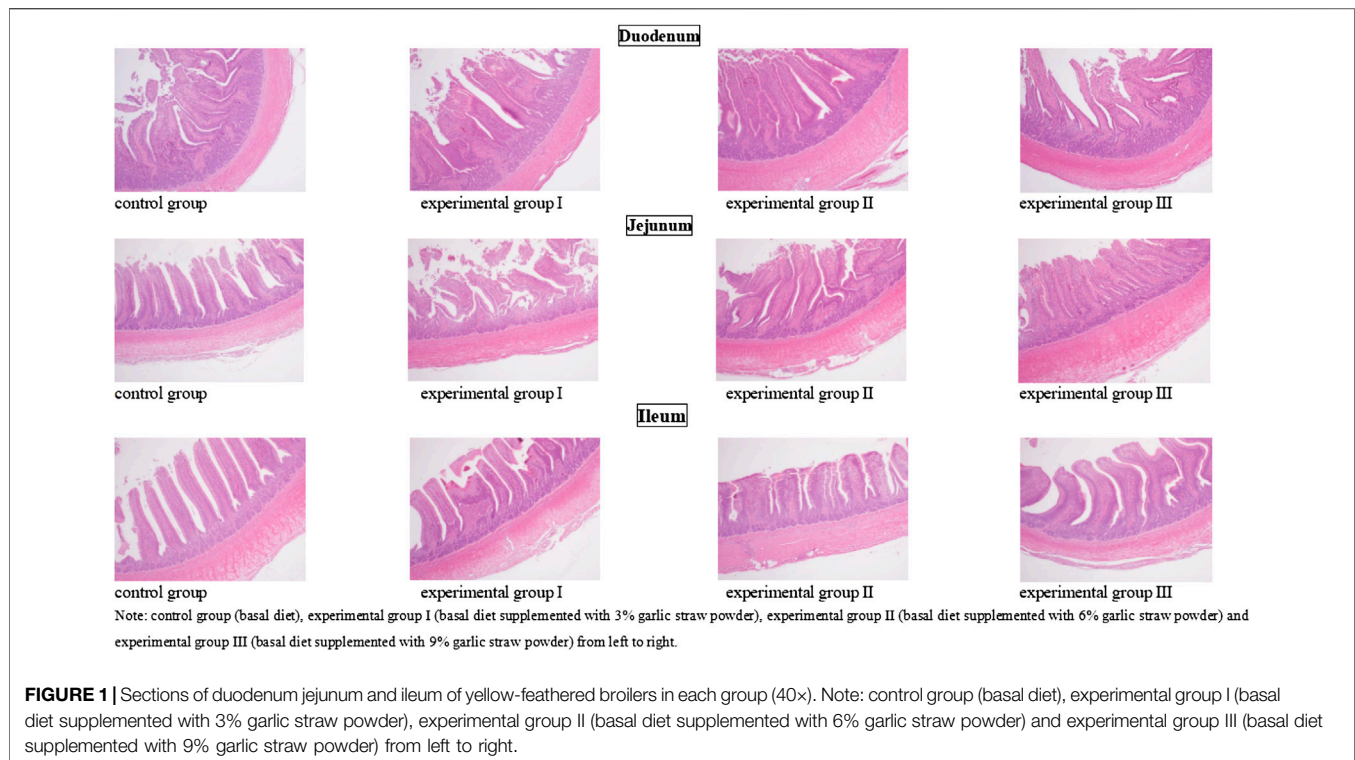 Duodenum
control group
experimental group I
experimental group II
experimental group III
Jejunum
control group
experimental group I
experimental group II
experimental group III
Ileum
control group
experimental group I
experimental group II
experimental group III
Note: control group (basal diet), experimental group I (basal diet supplemented with 3% garlic straw powder), experimental group II (basal diet supplemented with 6% garlic straw powder) and
experimental group III (basal diet supplemented with 9% garlic straw powder) from left to right.
FIGURE 1 | Sections of duodenum jejunum and ileum of yellow-feathered broilers in each group (40×). Note: control group (basal diet), experimental group I (basal
diet supplemented with 3% garlic straw powder), experimental group II (basal diet supplemented with 6% garlic straw powder) and experimental group III (basal diet
supplemented with 9% garlic straw powder) from left to right.